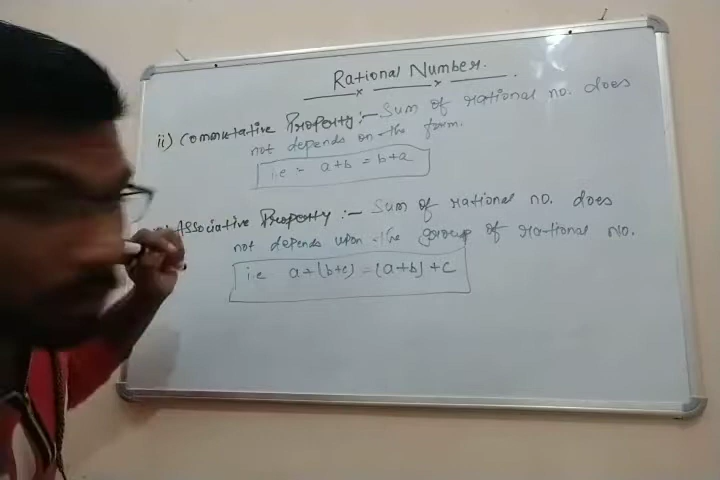 Rational Number.
ii) Commutative Property :- Sum of rational no. does
not depends on the form.
i.e :- a+b = b+a
Associative Property :- Sum of rational no. does
not depends upon the group of rational no.
i.e a+(b+c) = (a+b)+c